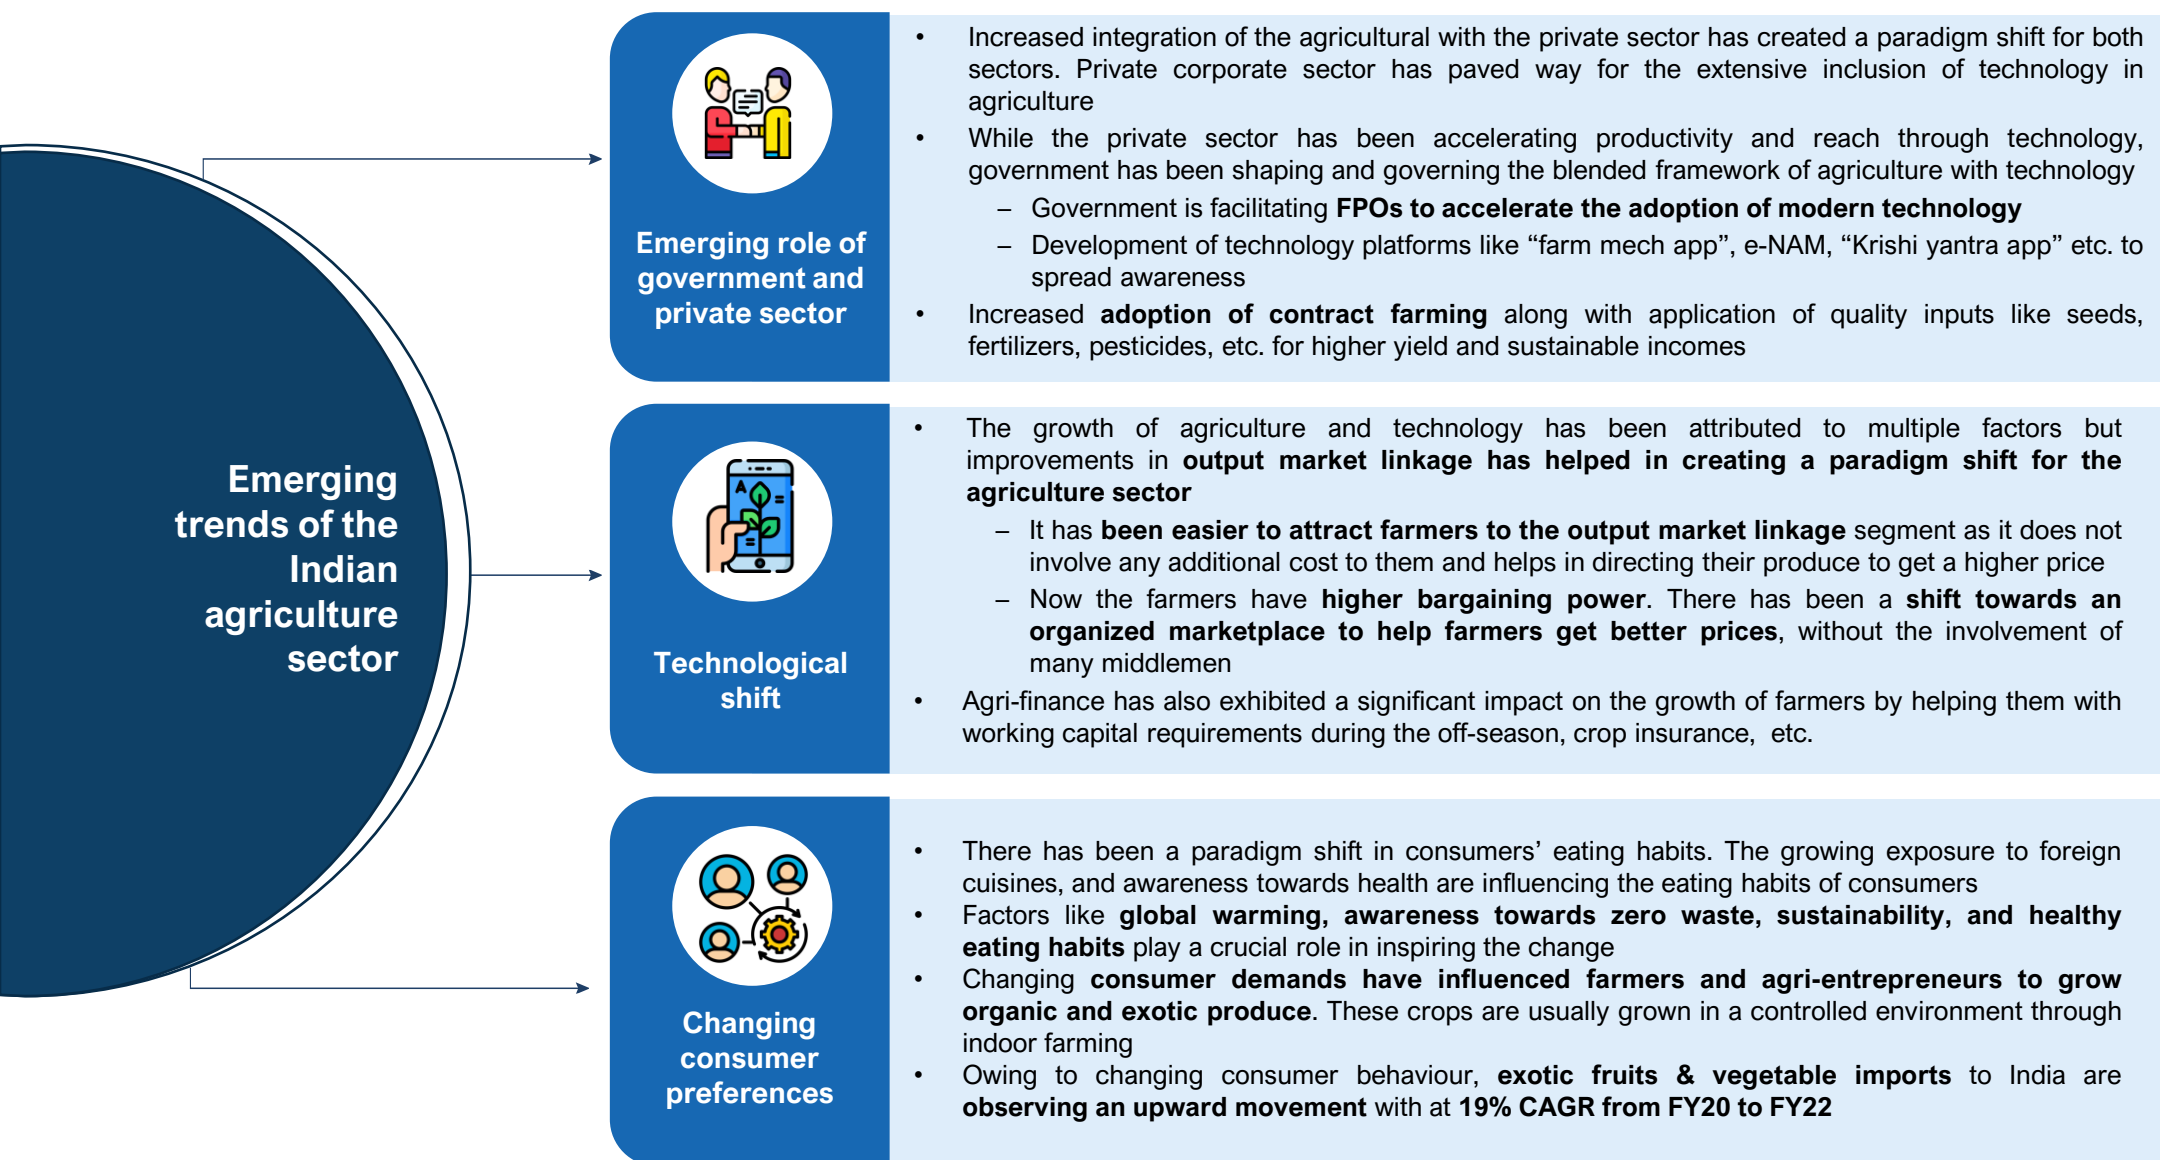 Emerging
trends of the
Indian
agriculture
sector
Emerging role of
government and
private sector
• Increased integration of the agricultural with the private sector has created a paradigm shift for both
sectors. Private corporate sector has paved way for the extensive inclusion of technology in
agriculture
• While the private sector has been accelerating productivity and reach through technology,
government has been shaping and governing the blended framework of agriculture with technology
– Government is facilitating FPOs to accelerate the adoption of modern technology
– Development of technology platforms like “farm mech app”, e-NAM, “Krishi yantra app” etc. to
spread awareness
• Increased adoption of contract farming along with application of quality inputs like seeds,
fertilizers, pesticides, etc. for higher yield and sustainable incomes
A
Technological
shift
• The growth of agriculture and technology has been attributed to multiple factors but
improvements in output market linkage has helped in creating a paradigm shift for the
agriculture sector
– It has been easier to attract farmers to the output market linkage segment as it does not
involve any additional cost to them and helps in directing their produce to get a higher price
– Now the farmers have higher bargaining power. There has been a shift towards an
organized marketplace to help farmers get better prices, without the involvement of
many middlemen
• Agri-finance has also exhibited a significant impact on the growth of farmers by helping them with
working capital requirements during the off-season, crop insurance, etc.
Changing
consumer
preferences
• There has been a paradigm shift in consumers’ eating habits. The growing exposure to foreign
cuisines, and awareness towards health are influencing the eating habits of consumers
• Factors like global warming, awareness towards zero waste, sustainability, and healthy
eating habits play a crucial role in inspiring the change
• Changing consumer demands have influenced farmers and agri-entrepreneurs to grow
organic and exotic produce. These crops are usually grown in a controlled environment through
indoor farming
• Owing to changing consumer behaviour, exotic fruits & vegetable imports to India are
observing an upward movement with at 19% CAGR from FY20 to FY22